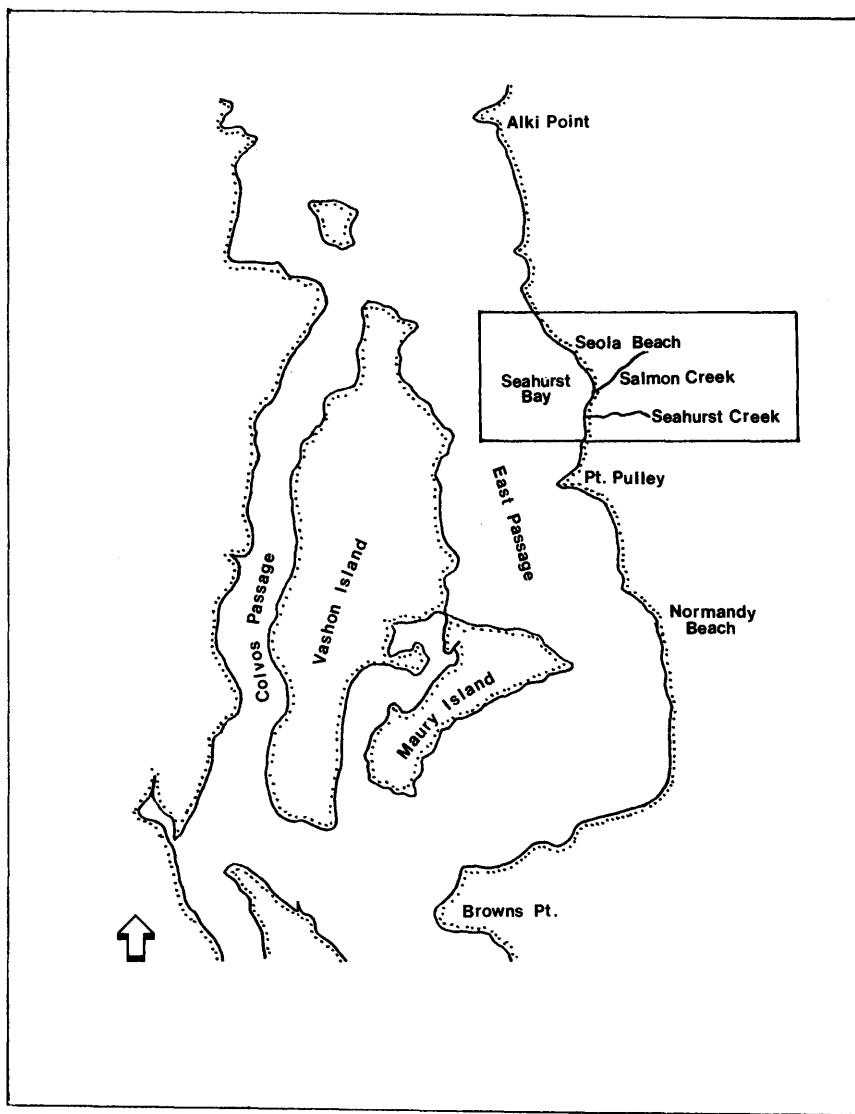 Alki Point
Seola Beach
Seahurst
Bay
Salmon Creek
Seahurst Creek
Pt. Pulley
East Passage
Colvos Passage
Vashon Island
Normandy
Beach
Maury Island
Browns Pt.